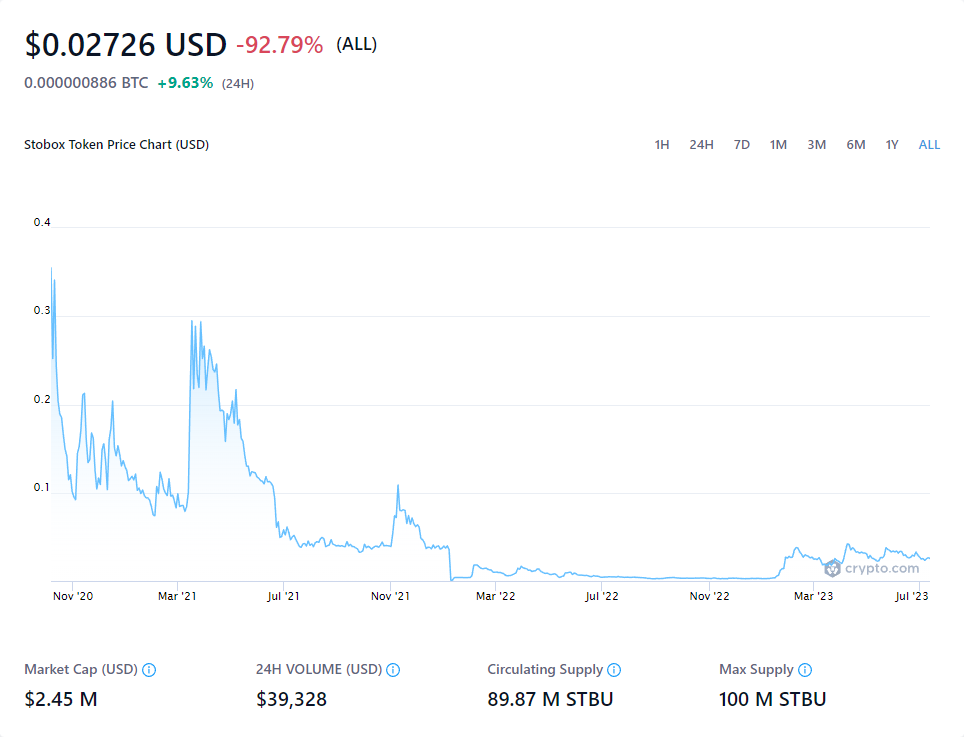 $0.02726 USD -92.79% (ALL)
0.000000886 BTC +9.63% (24H)
Stobox Token Price Chart (USD) 1H 24H 7D 1M 3M 6M 1Y ALL
0.4
0.3
0.2
0.1
crypto.com
Nov '20 Mar '21 Jul '21 Nov '21 Mar '22 Jul '22 Nov '22 Mar '23 Jul '23
Market Cap (USD) 24H VOLUME (USD) Circulating Supply Max Supply
$2.45 M $39,328 89.87 M STBU 100 M STBU